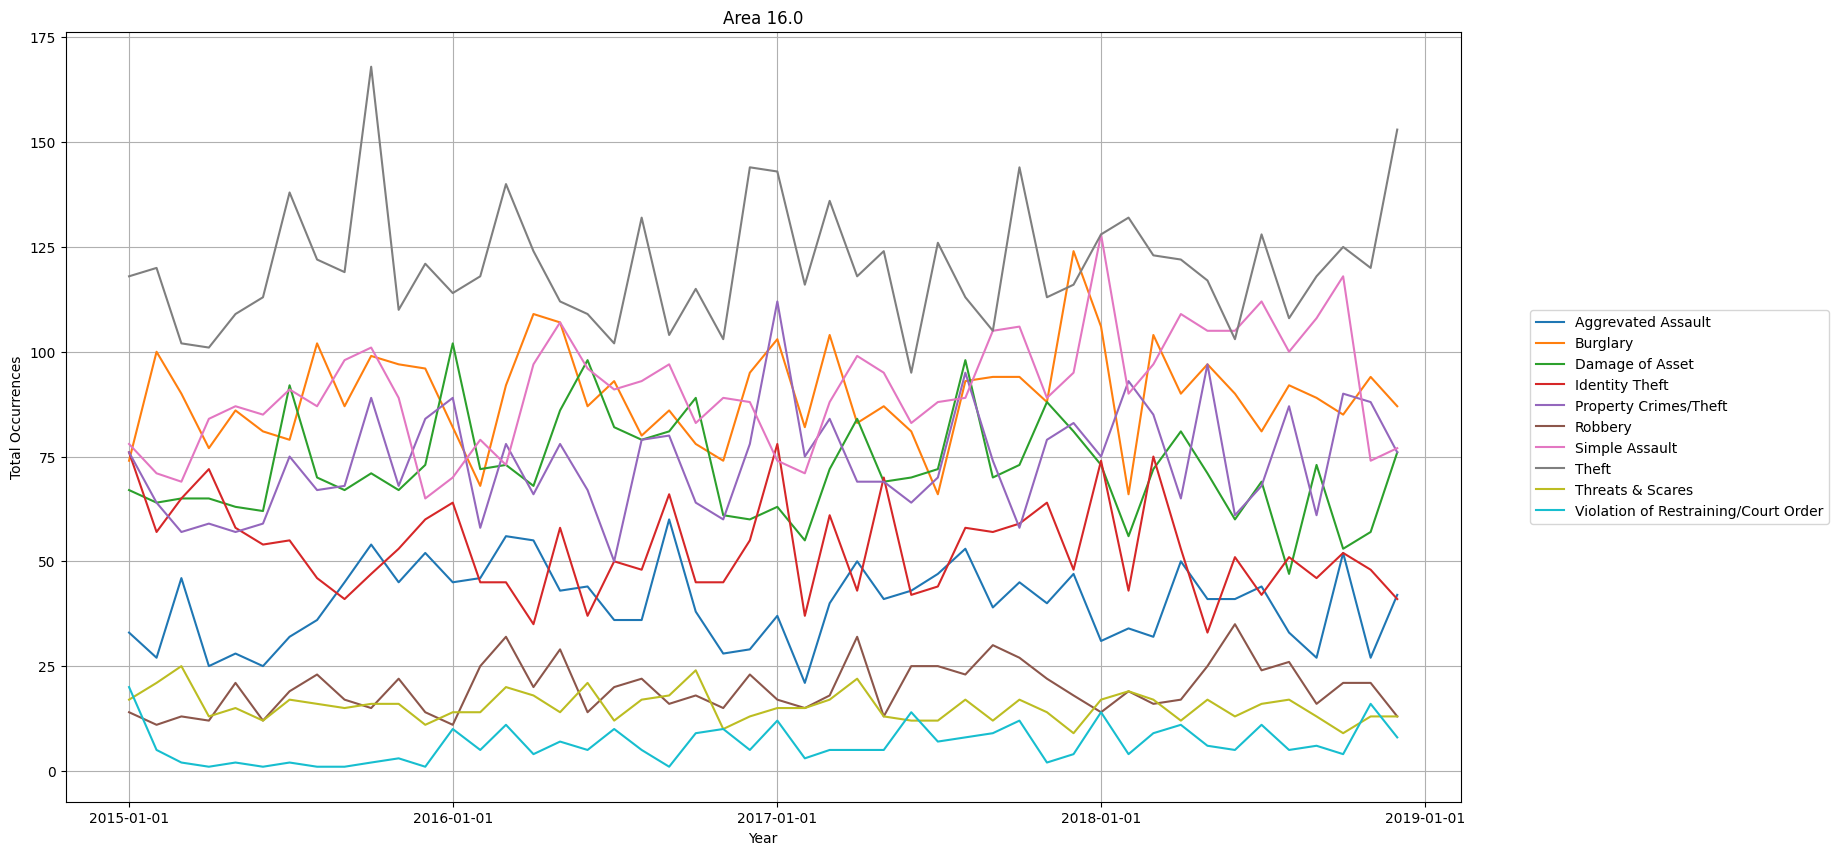 Area 16.0
Total Occurrences
175
150
125
100
75
50
25
0
2015-01-01
2016-01-01
2017-01-01
2018-01-01
2019-01-01
Year
Aggrevated Assault
Burglary
Damage of Asset
Identity Theft
Property Crimes/Theft
Robbery
Simple Assault
Theft
Threats & Scares
Violation of Restraining/Court Order